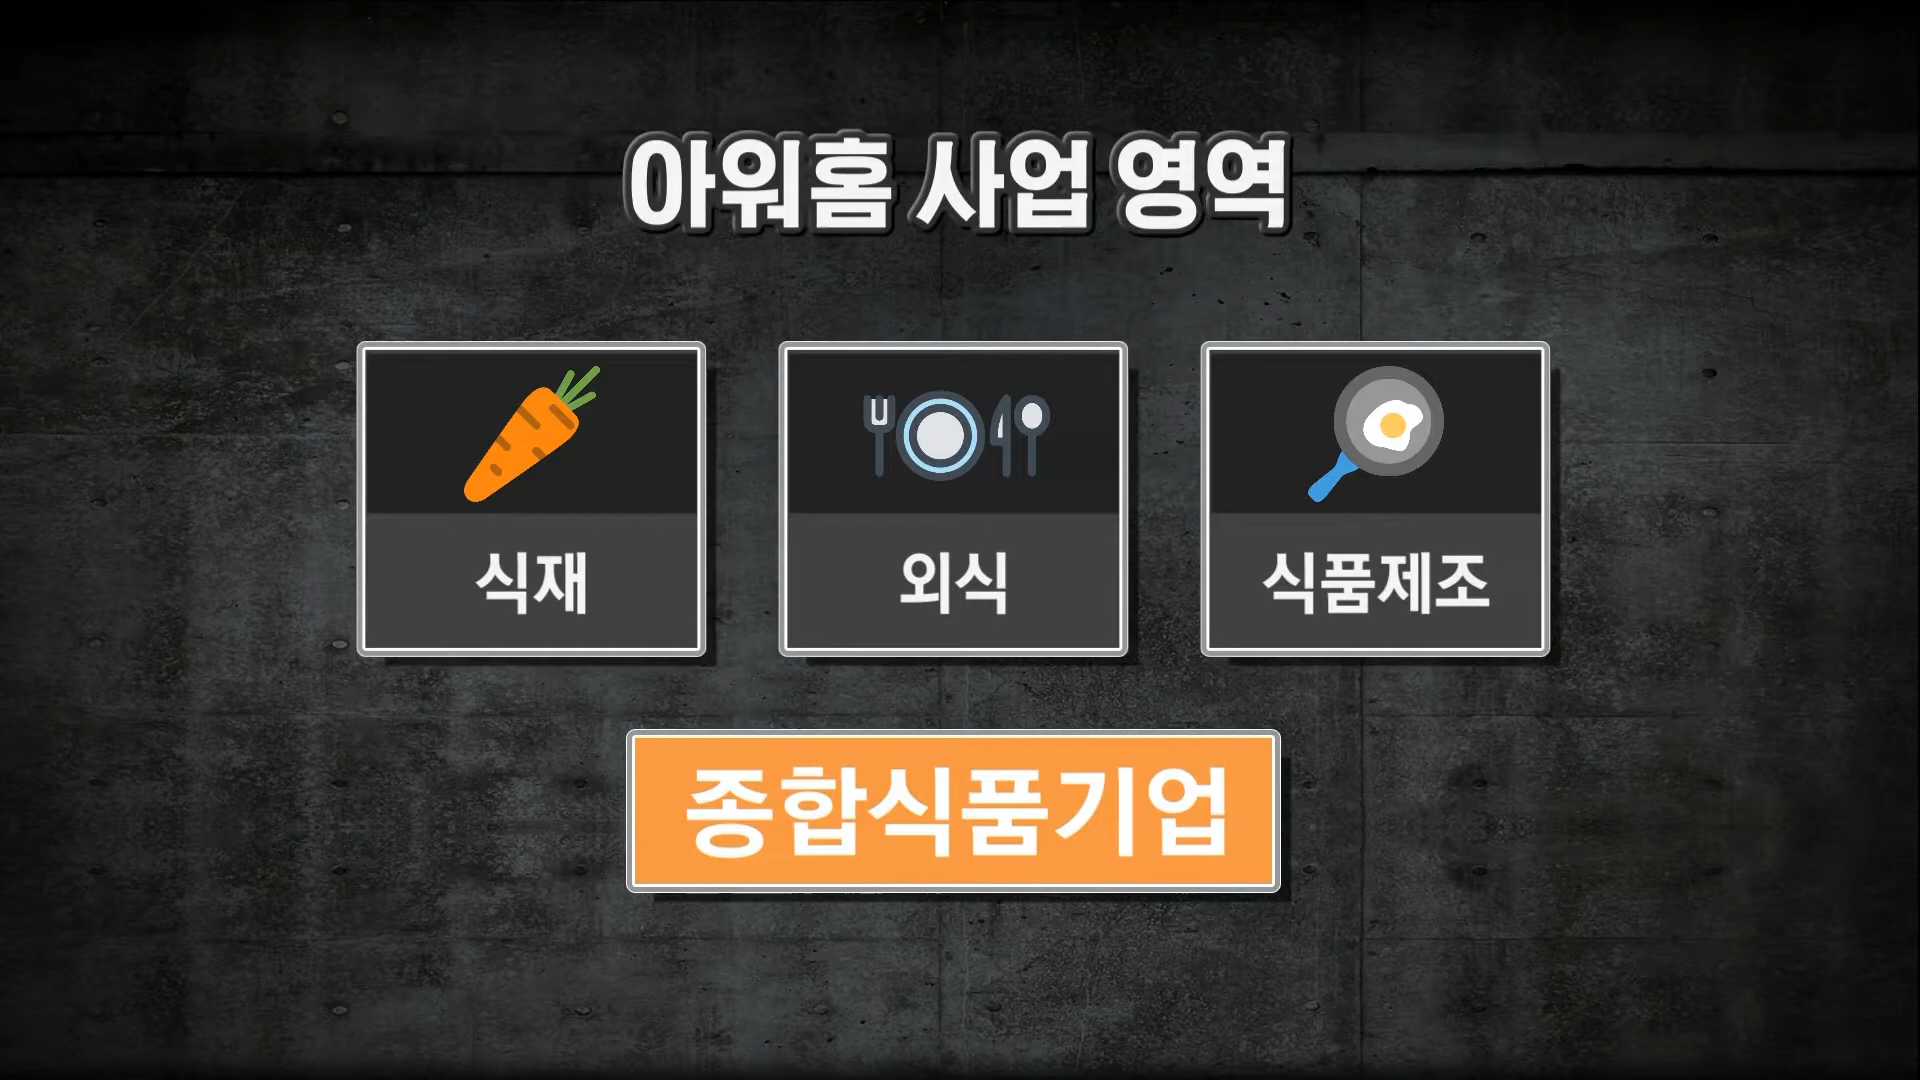 아워홈 사업 영역
식재
외식
식품제조
종합식품기업